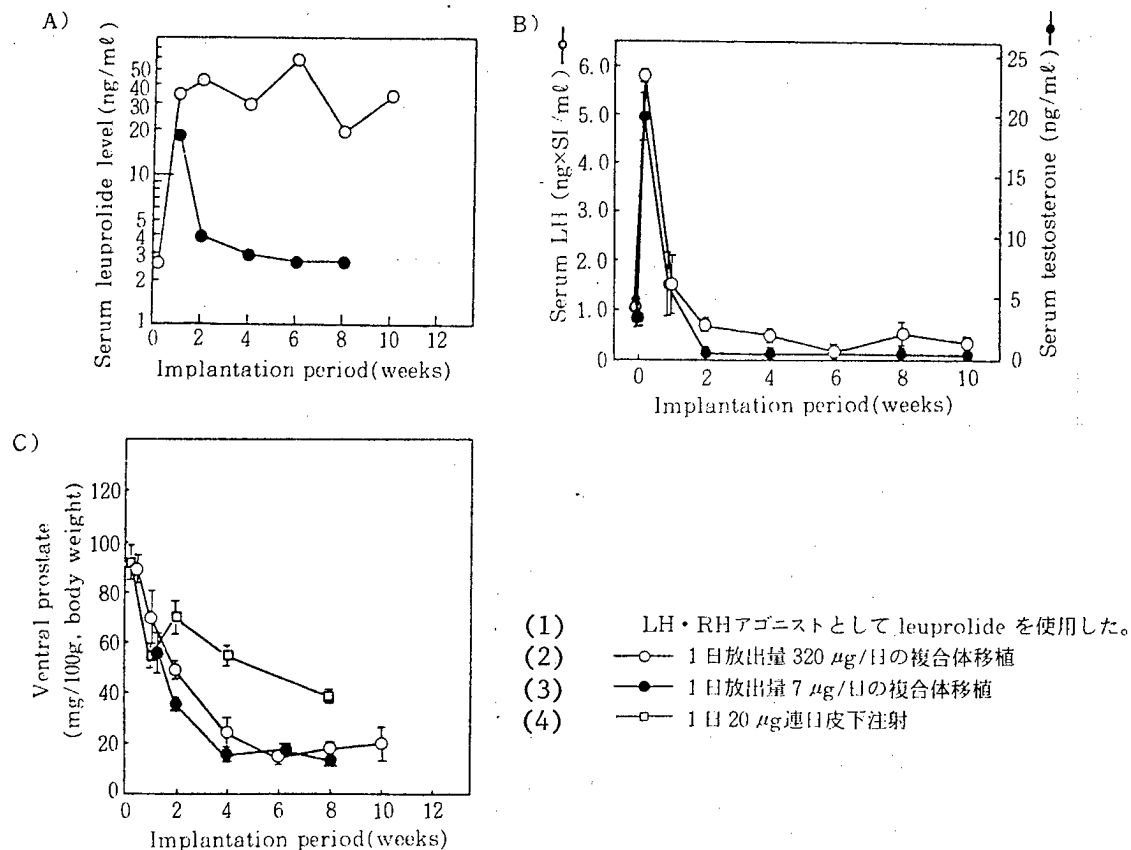 A)
Serum leuprolide level (ng/mℓ)
50
40
30
20
10
5
4
3
2
1
0 2 4 6 8 10 12
Implantation period(weeks)
B)
Serum LH (ng×SI/mℓ)
6.0
5.0
4.0
3.0
2.0
1.0
0
25
20
15
10
5
0
Serum testosterone (ng/mℓ)
0 2 4 6 8 10
Implantation period(weeks)
C)
Ventral prostate
(mg/100g, body weight)
120
100
80
60
40
20
0
0 2 4 6 8 10 12
Implantation period(weeks)
(1) LH・RHアゴニストとして leuprolide を使用した。
(2) 1日放出量 320 μg/日の複合体移植
(3) 1日放出量 7 μg/日の複合体移植
(4) 1日 20 μg連日皮下注射